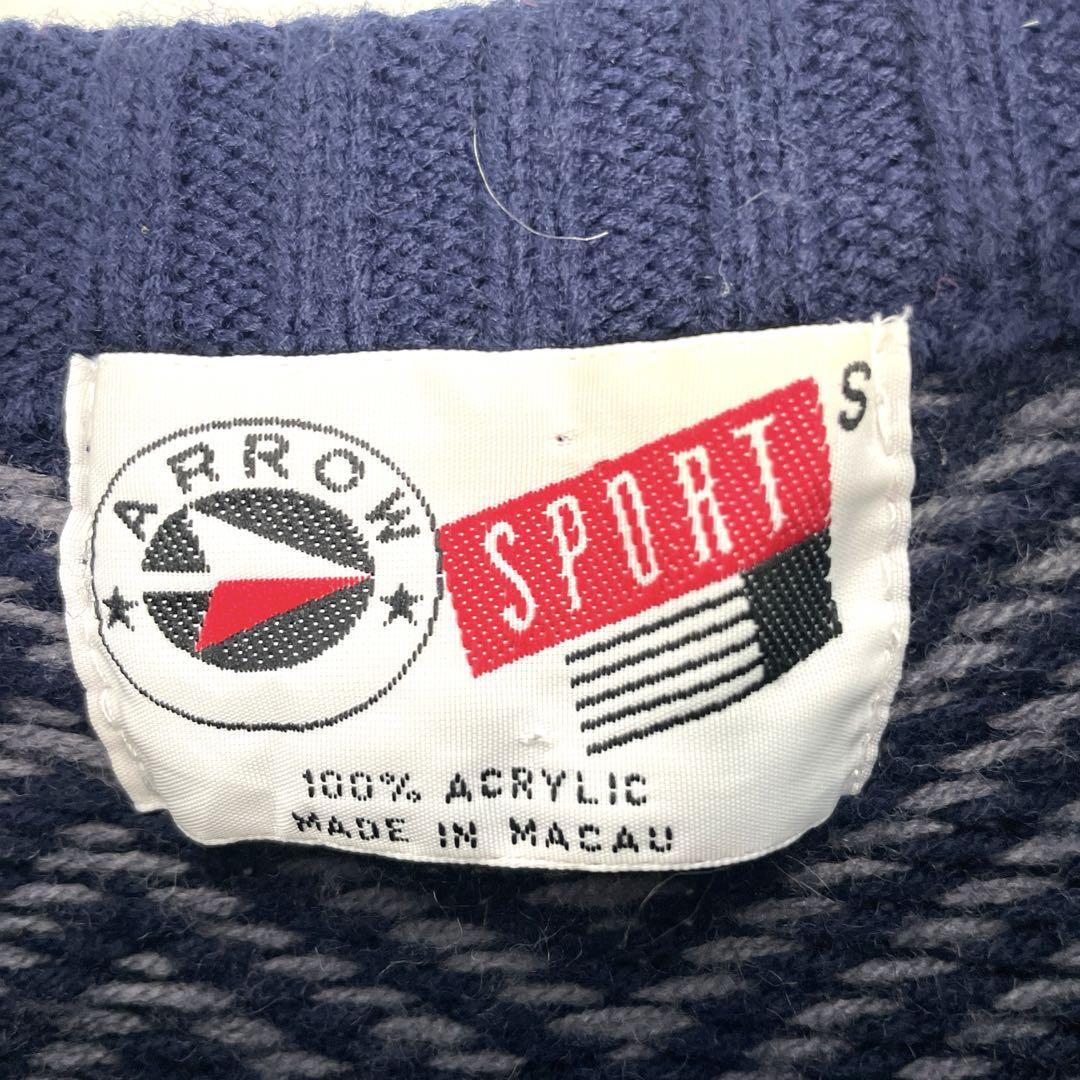 ARROW
SPORT
S
100% ACRYLIC
MADE IN MACAU